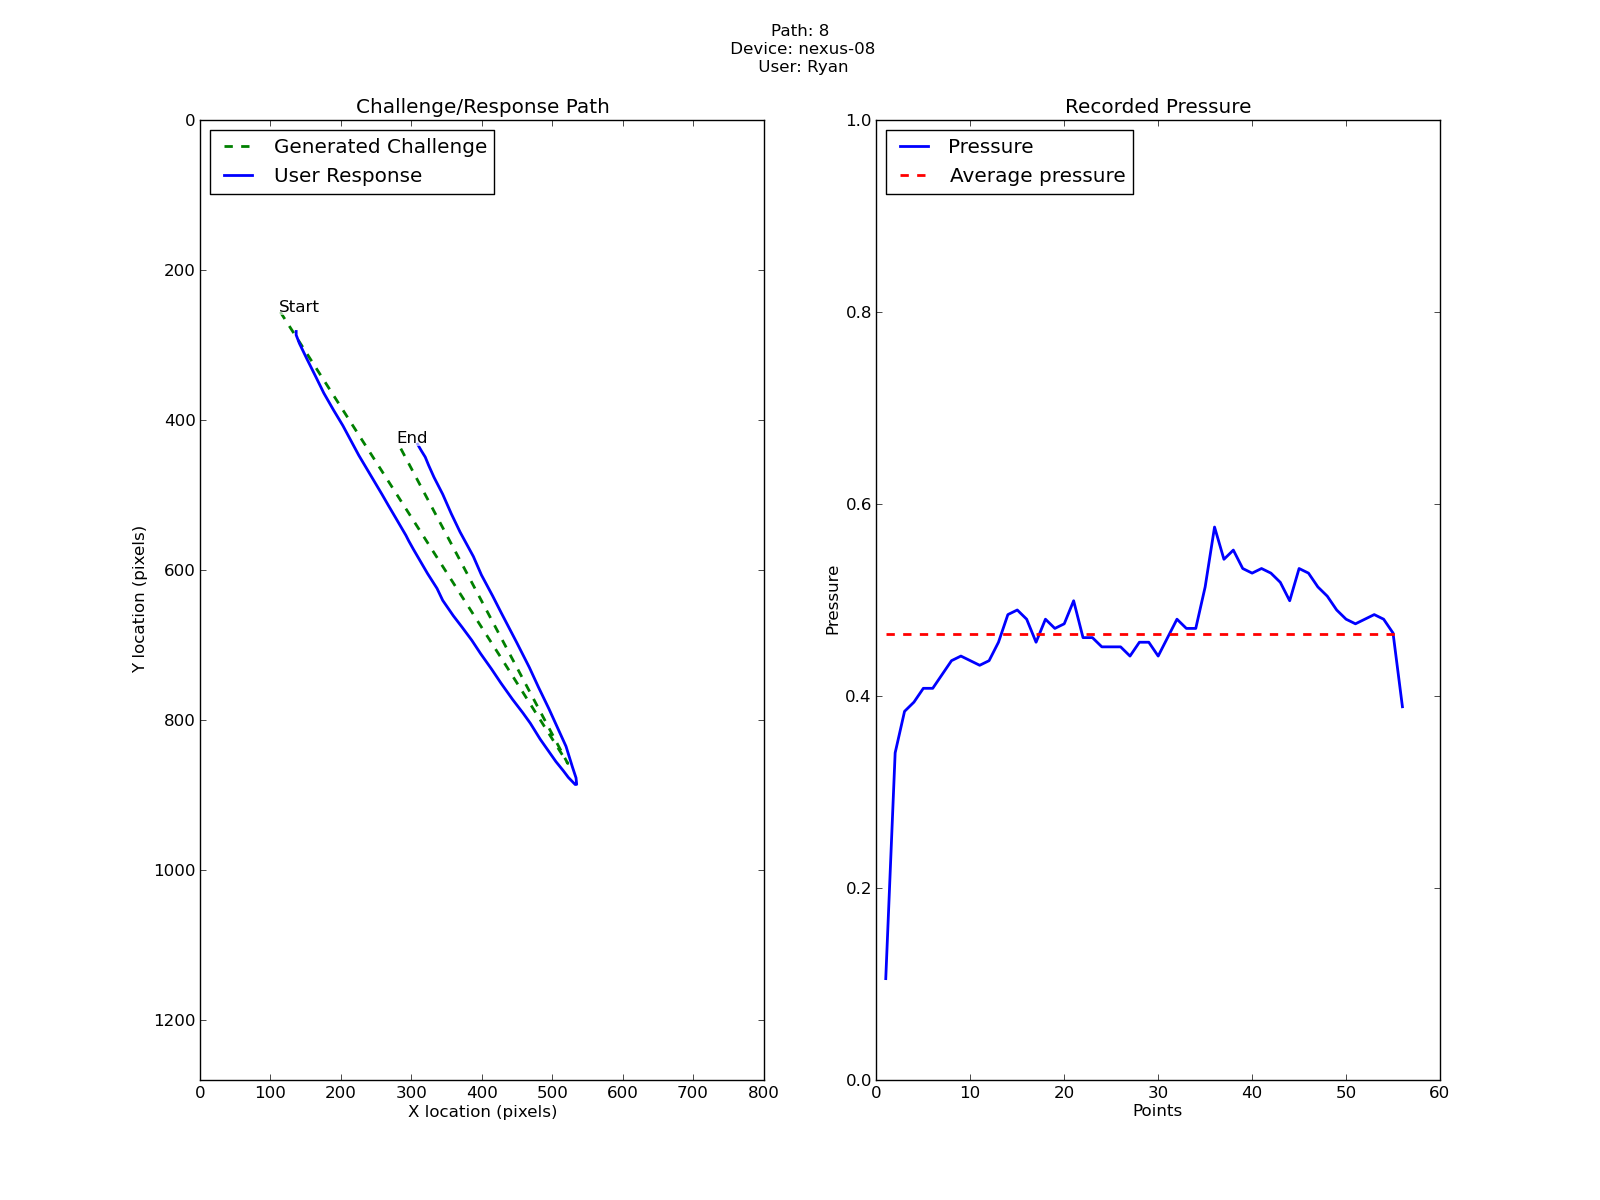 Path: 8
Device: nexus-08
User: Ryan
Challenge/Response Path
Generated Challenge
User Response
Start
End
0
200
400
600
800
1000
1200
Y location (pixels)
0 100 200 300 400 500 600 700 800
X location (pixels)
Recorded Pressure
Pressure
Average pressure
1.0
0.8
0.6
0.4
0.2
0.0
Pressure
0 10 20 30 40 50 60
Points